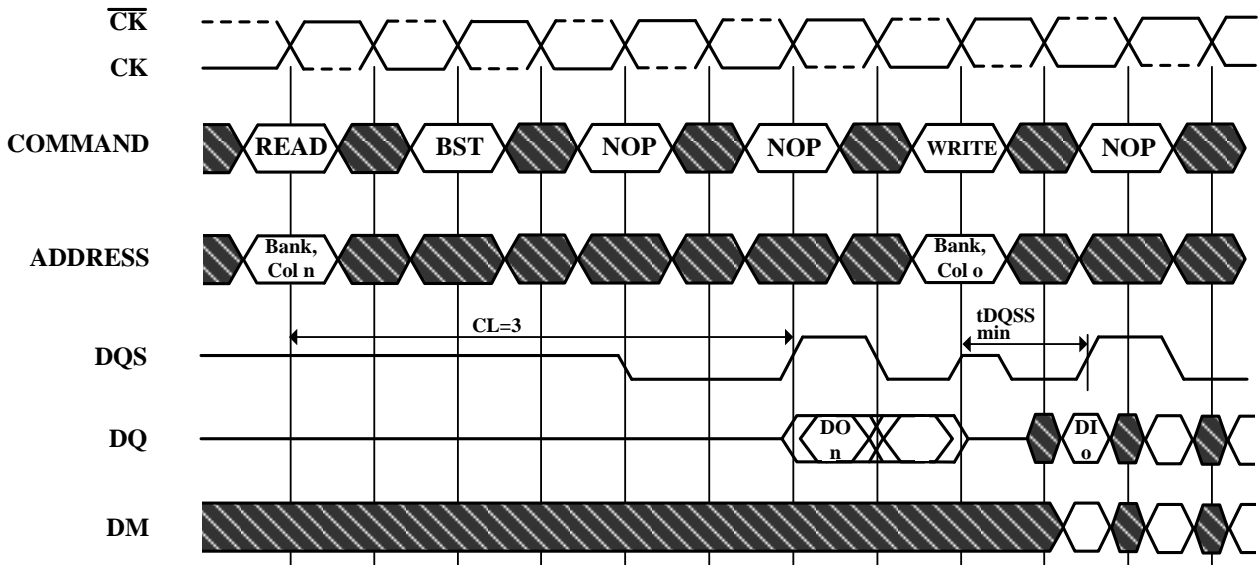 CK
CK
COMMAND
READ
BST
NOP
NOP
WRITE
NOP
ADDRESS
Bank,
Col n
Bank,
Col o
CL=3
tDQSS
min
DQS
DQ
DO
n
DI
o
DM